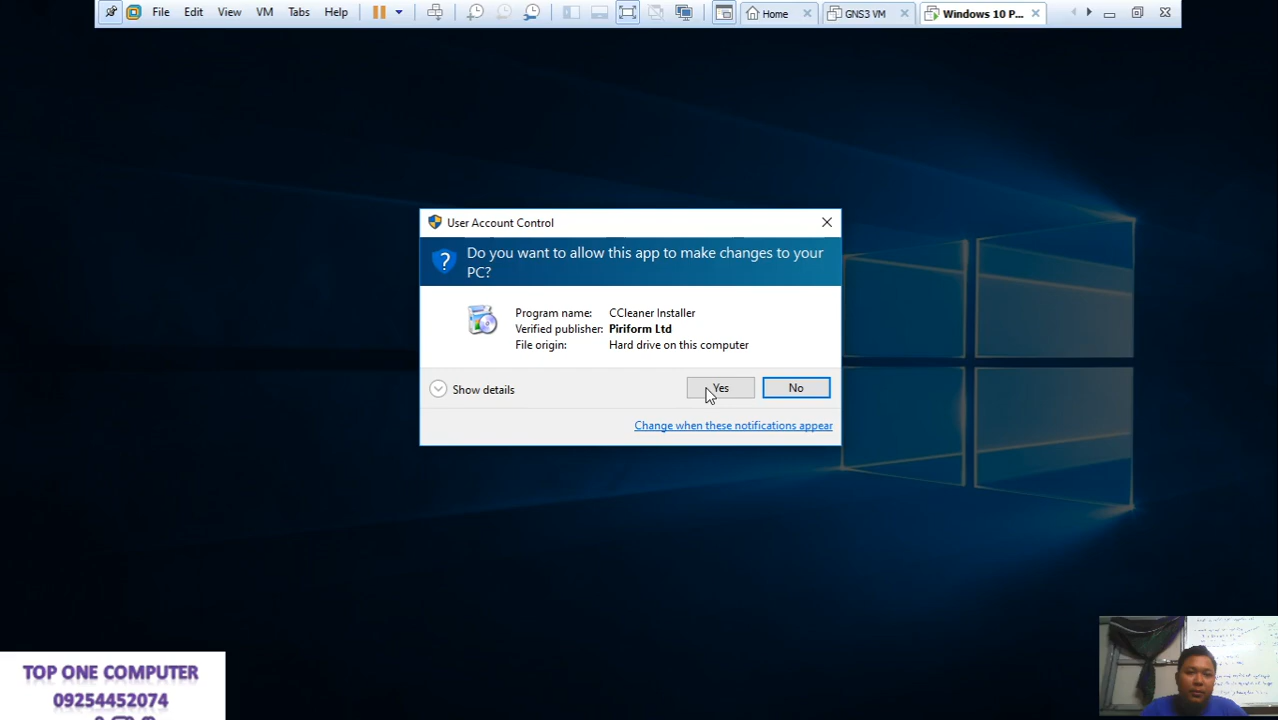 File Edit View VM Tabs Help Home GNS3 VM Windows 10 P...
User Account Control
Do you want to allow this app to make changes to your
PC?
Program name: CCleaner Installer
Verified publisher: Piriform Ltd
File origin: Hard drive on this computer
Show details Yes No
Change when these notifications appear
TOP ONE COMPUTER
09254452074